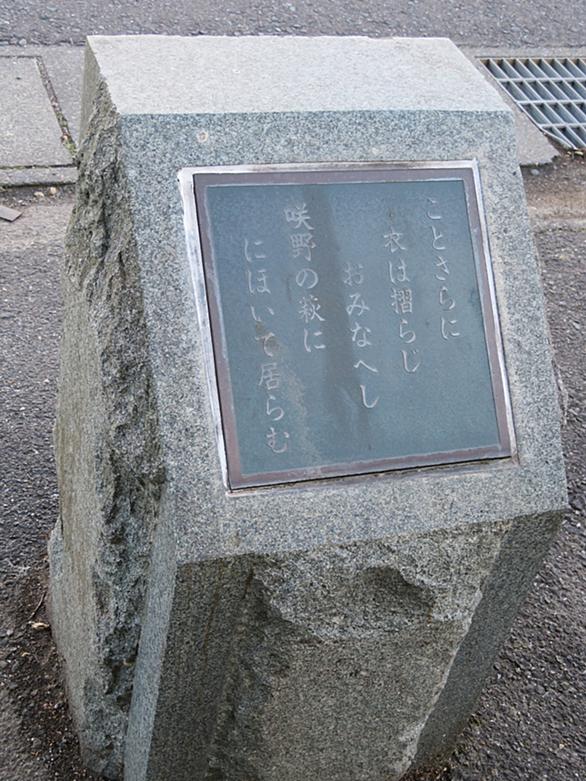 ことさらに
衣は摺らじ
おみなへし
咲野の萩に
にほいて居らむ